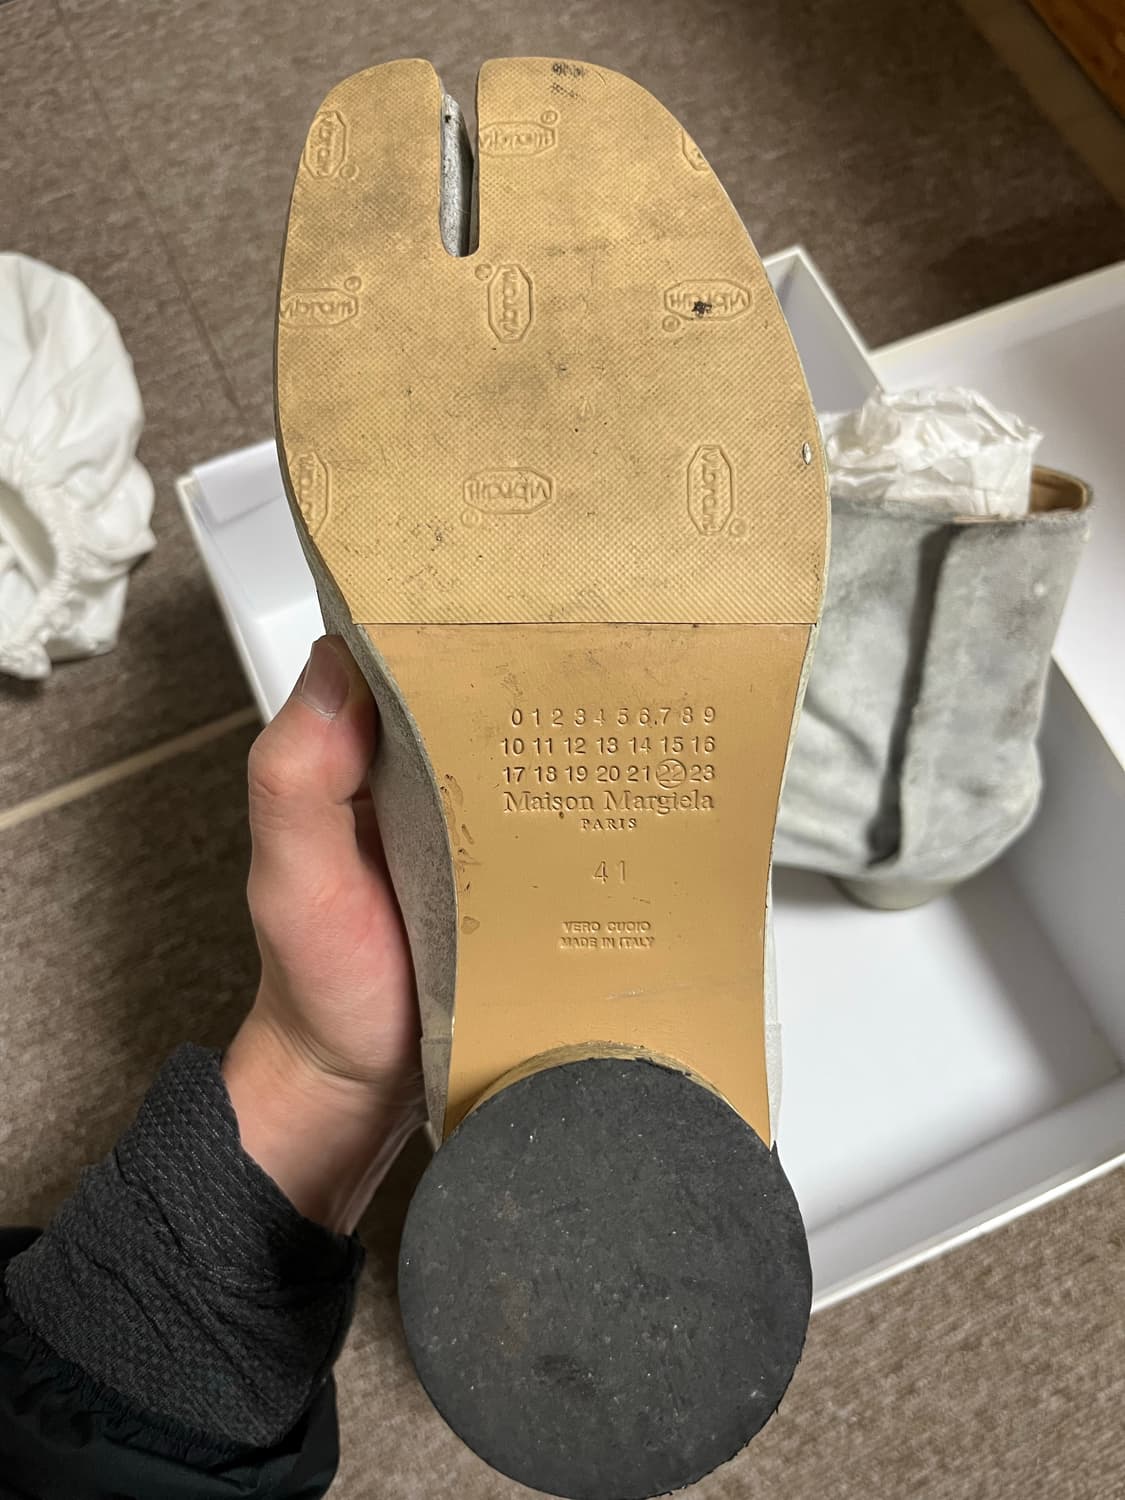 vibram
vibram
vibram
vibram
vibram
vibram
vibram
vibram
0 1 2 3 4 5 6 7 8 9
10 11 12 13 14 15 16
17 18 19 20 21 22 23
Maison Margiela
PARIS
41
VERO CUOIO
MADE IN ITALY